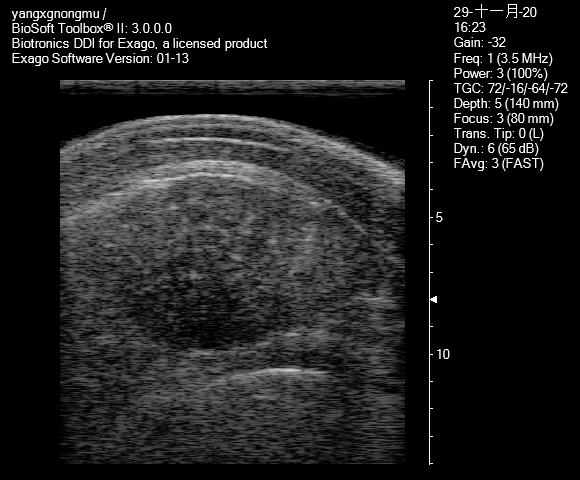 yangxgnongmu /
BioSoft Toolbox® II: 3.0.0.0
Biotronics DDI for Exago, a licensed product
Exago Software Version: 01-13
29-十一月-20
16:23
Gain: -32
Freq: 1 (3.5 MHz)
Power: 3 (100%)
TGC: 72/-16/-64/-72
Depth: 5 (140 mm)
Focus: 3 (80 mm)
Trans. Tip: 0 (L)
Dyn.: 6 (65 dB)
FAvg: 3 (FAST)
5
10